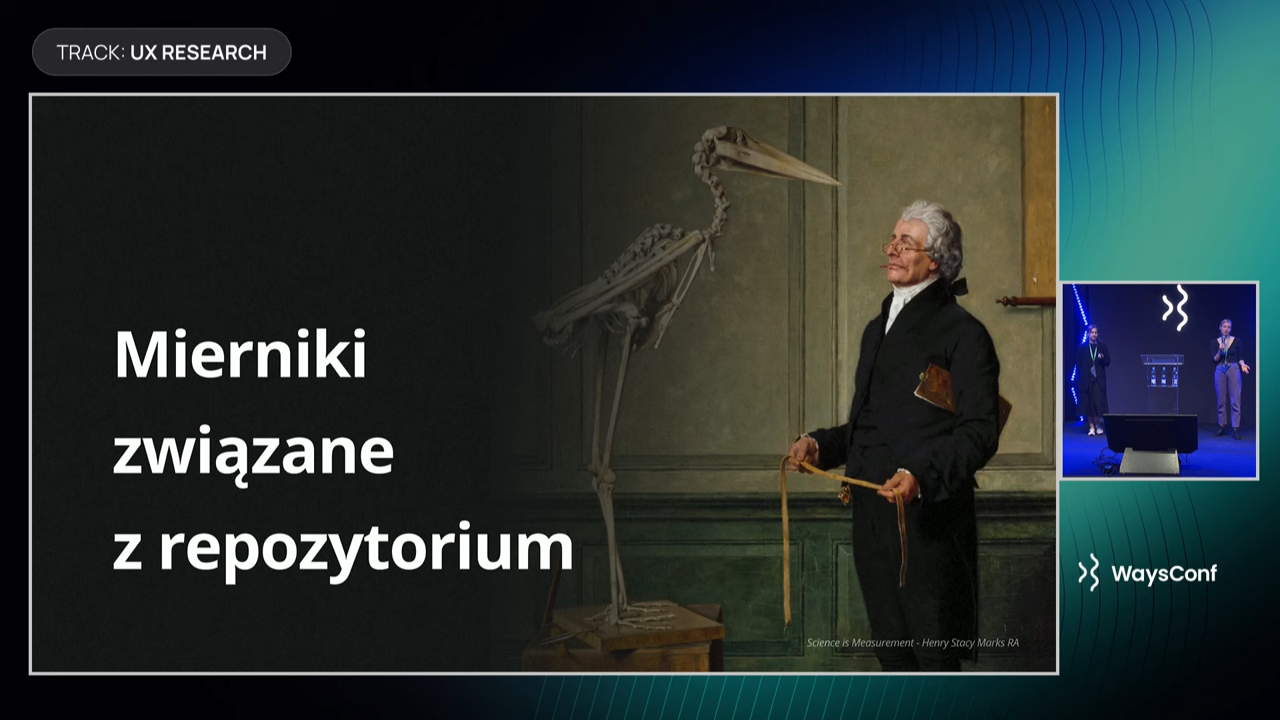 TRACK: UX RESEARCH
Mierniki
związane
z repozytorium
Science is Measurement - Henry Stacy Marks RA
WaysConf